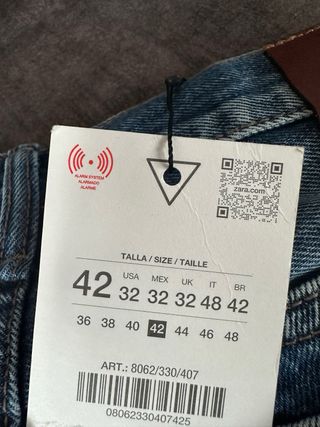 ALARM SYSTEM
ALARMADO
ALARME
zara.com
TALLA / SIZE / TAILLE
USA MEX UK IT BR
42 32 32 32 48 42
36 38 40 42 44 46 48
ART.: 8062/330/407
08062330407425